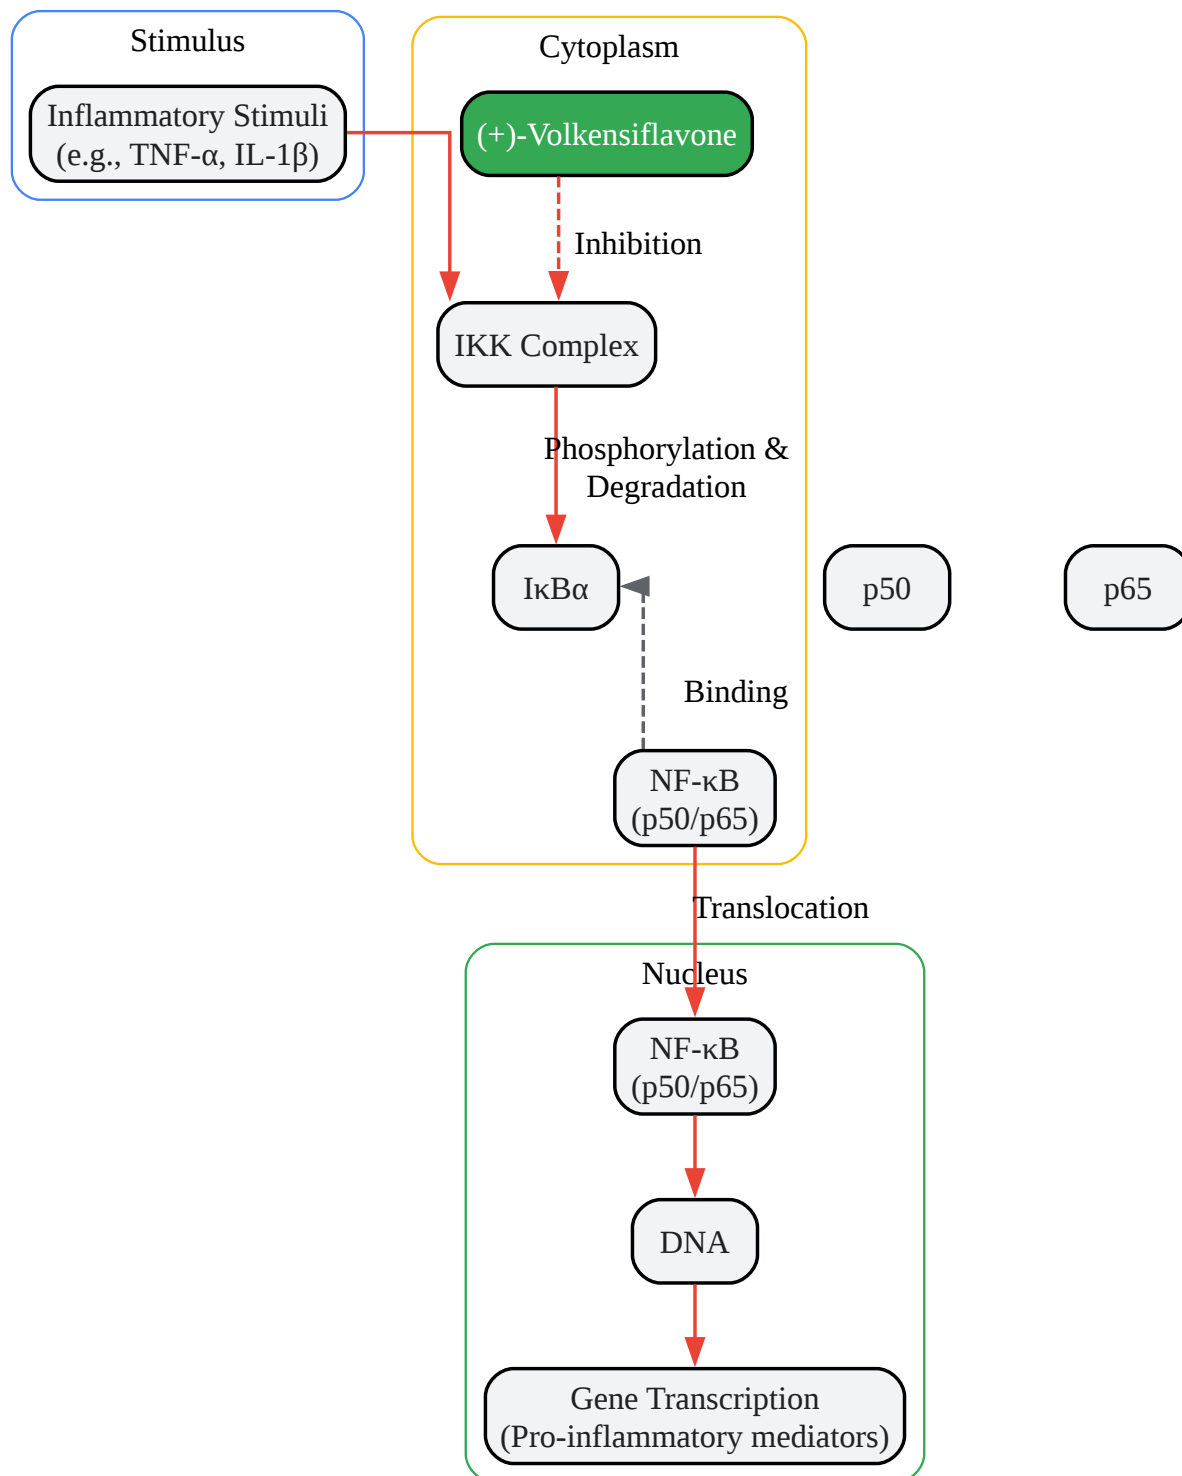 Stimulus
Inflammatory Stimuli
(e.g., TNF-α, IL-1β)
Cytoplasm
(+)-Volkensiflavone
Inhibition
IKK Complex
Phosphorylation &
Degradation
IκBα
p50
p65
Binding
NF-κB
(p50/p65)
Translocation
Nucleus
NF-κB
(p50/p65)
DNA
Gene Transcription
(Pro-inflammatory mediators)